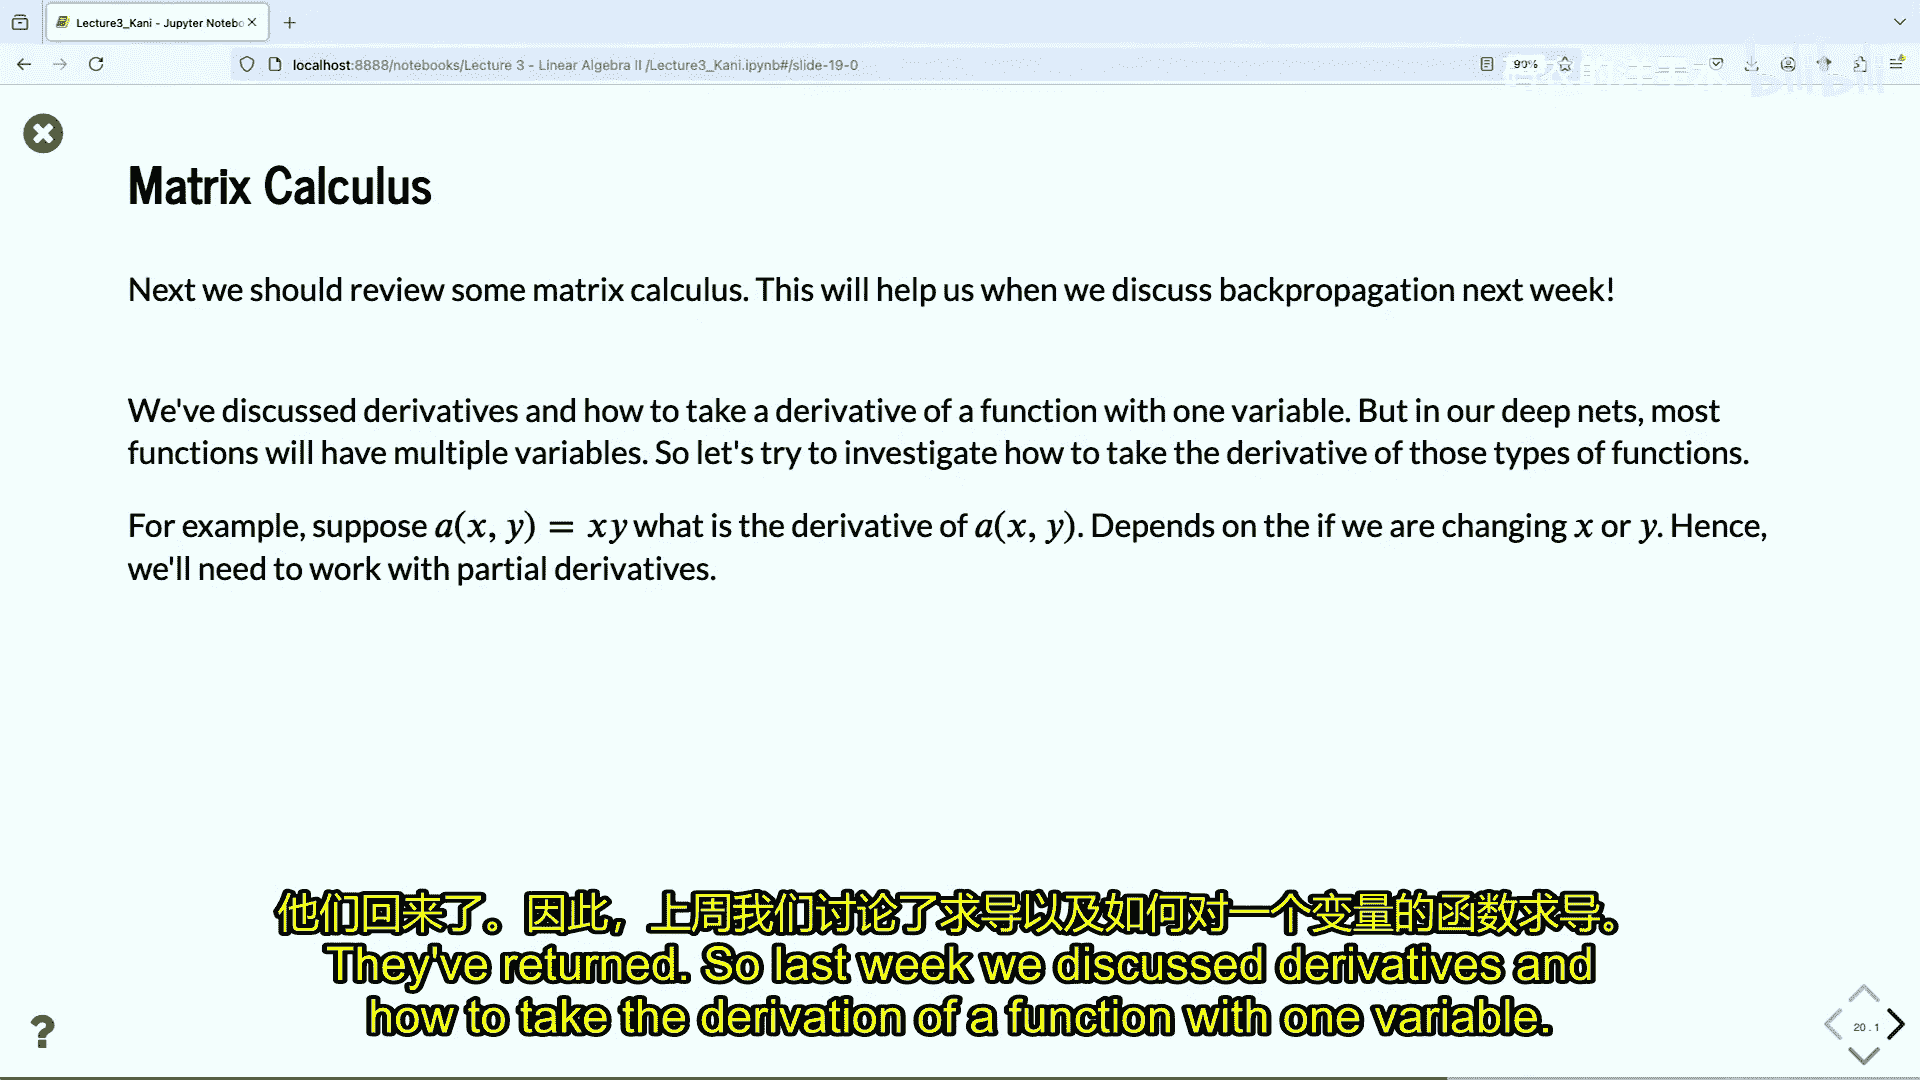 Lecture3_Kani - Jupyter Notebo
localhost:8888/notebooks/Lecture 3 - Linear Algebra II /Lecture3_Kani.ipynb#/slide-19-0
90%
Matrix Calculus
Next we should review some matrix calculus. This will help us when we discuss backpropagation next week!
We've discussed derivatives and how to take a derivative of a function with one variable. But in our deep nets, most
functions will have multiple variables. So let's try to investigate how to take the derivative of those types of functions.
For example, suppose a(x, y) = xy what is the derivative of a(x, y). Depends on the if we are changing x or y. Hence,
we'll need to work with partial derivatives.
他们回来了。因此，上周我们讨论了求导以及如何对一个变量的函数求导。
They've returned. So last week we discussed derivatives and
how to take the derivation of a function with one variable.
?
20.1